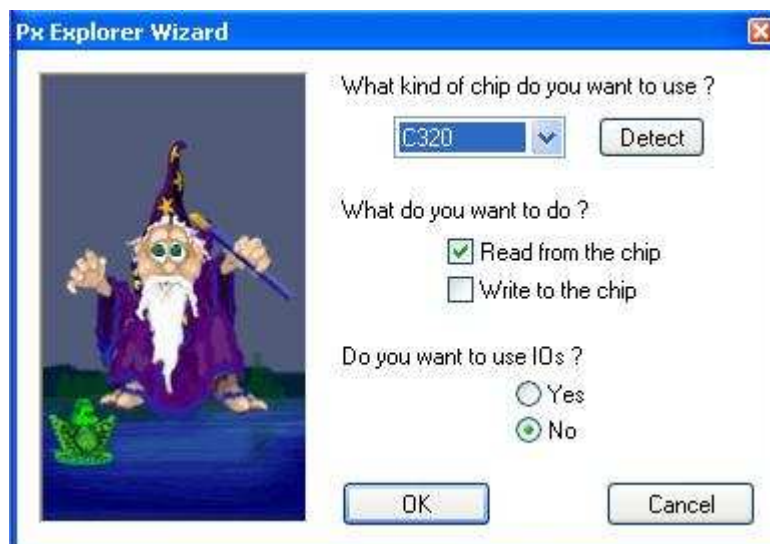 Px Explorer Wizard
What kind of chip do you want to use ?
C320
Detect
What do you want to do ?
Read from the chip
Write to the chip
Do you want to use IOs ?
Yes
No
OK
Cancel